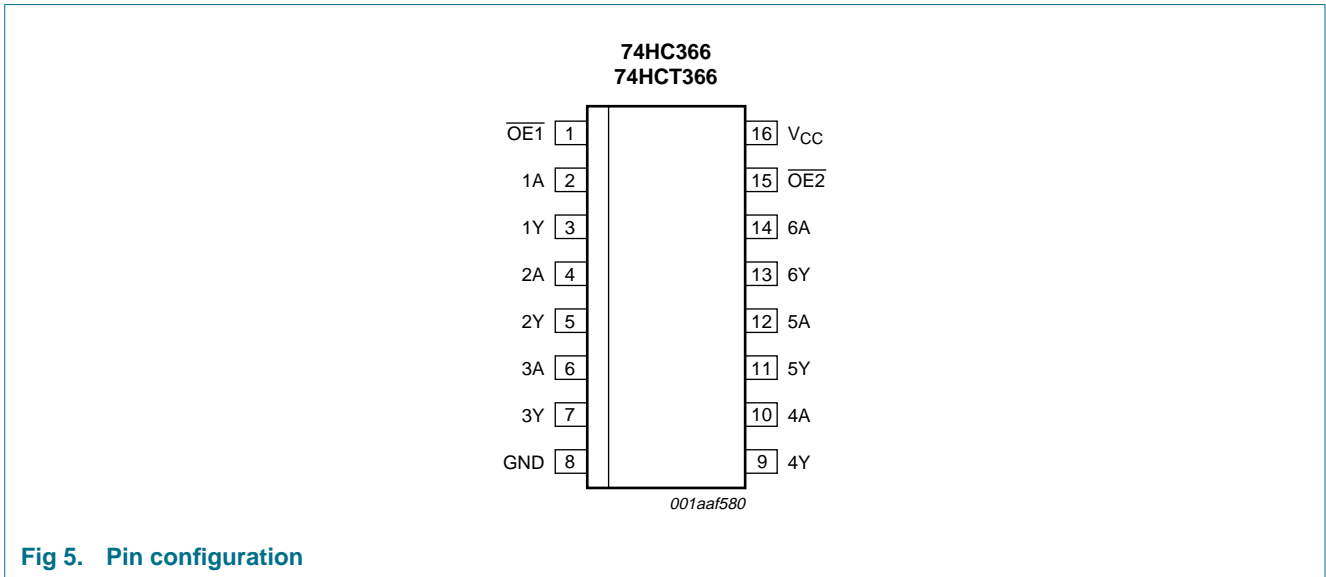 74HC366
74HCT366
OE1 1 16 VCC
1A 2 15 OE2
1Y 3 14 6A
2A 4 13 6Y
2Y 5 12 5A
3A 6 11 5Y
3Y 7 10 4A
GND 8 9 4Y
001aaf580
Fig 5. Pin configuration